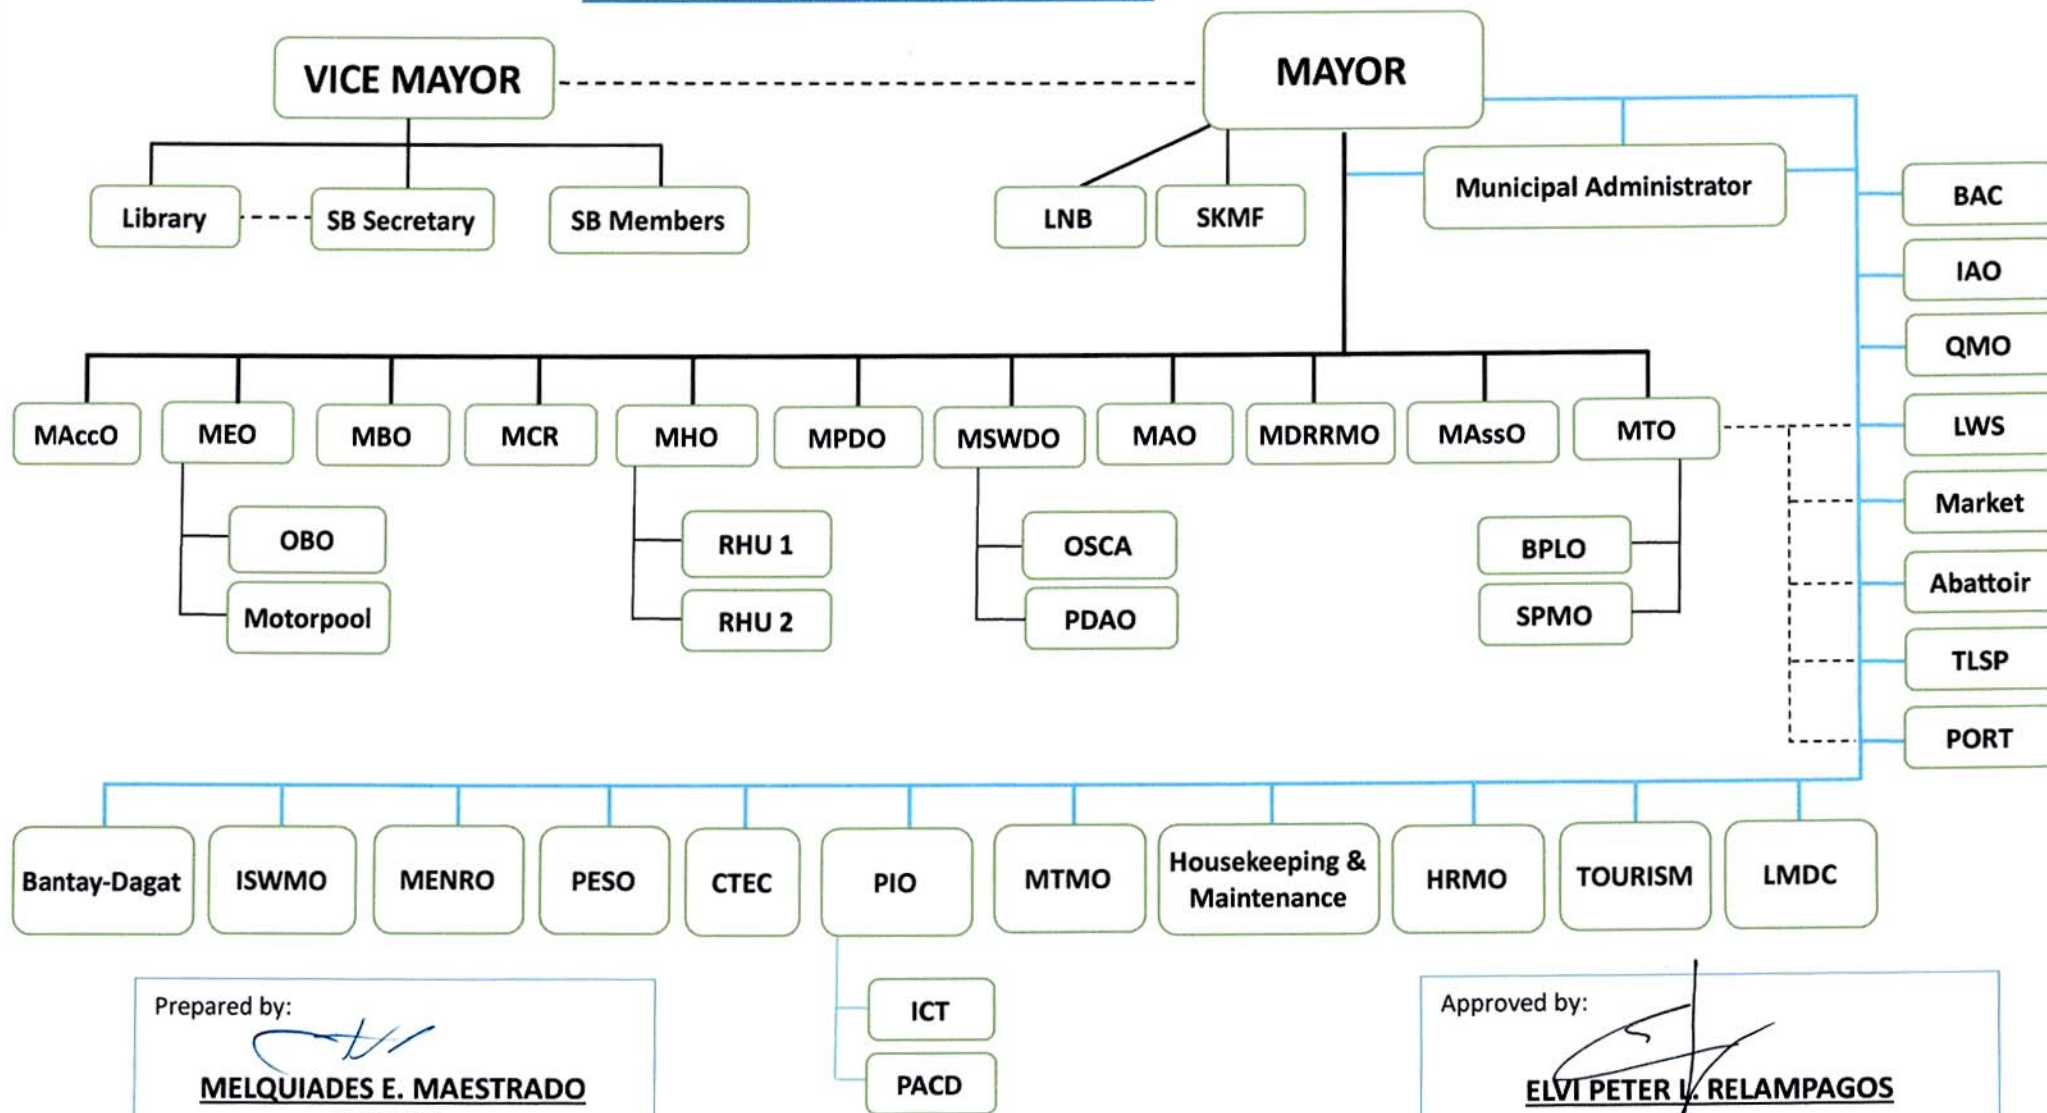 VICE MAYOR
MAYOR
Municipal Administrator
Library
SB Secretary
SB Members
LNB
SKMF
BAC
IAO
QMO
LWS
Market
Abattoir
TLSP
PORT
MAccO
MEO
MBO
MCR
MHO
MPDO
MSWDO
MAO
MDRRMO
MAssO
MTO
OBO
Motorpool
RHU 1
RHU 2
OSCA
PDAO
BPLO
SPMO
Bantay-Dagat
ISWMO
MENRO
PESO
CTEC
PIO
MTMO
Housekeeping &
Maintenance
HRMO
TOURISM
LMDC
ICT
PACD
Prepared by:
MELQUIADES E. MAESTRADO
Approved by:
ELVI PETER L. RELAMPAGOS